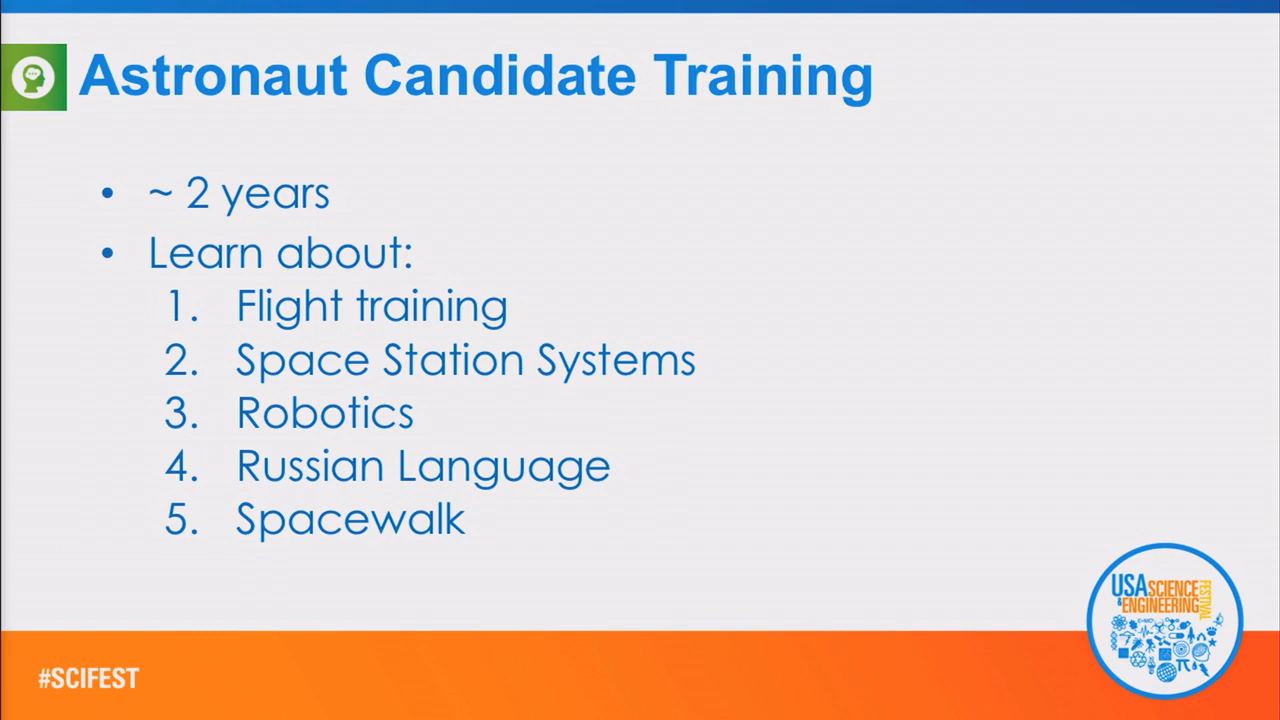 Astronaut Candidate Training
• ~ 2 years
• Learn about:
1. Flight training
2. Space Station Systems
3. Robotics
4. Russian Language
5. Spacewalk
USA SCIENCE
& ENGINEERING
FESTIVAL
#SCIFEST